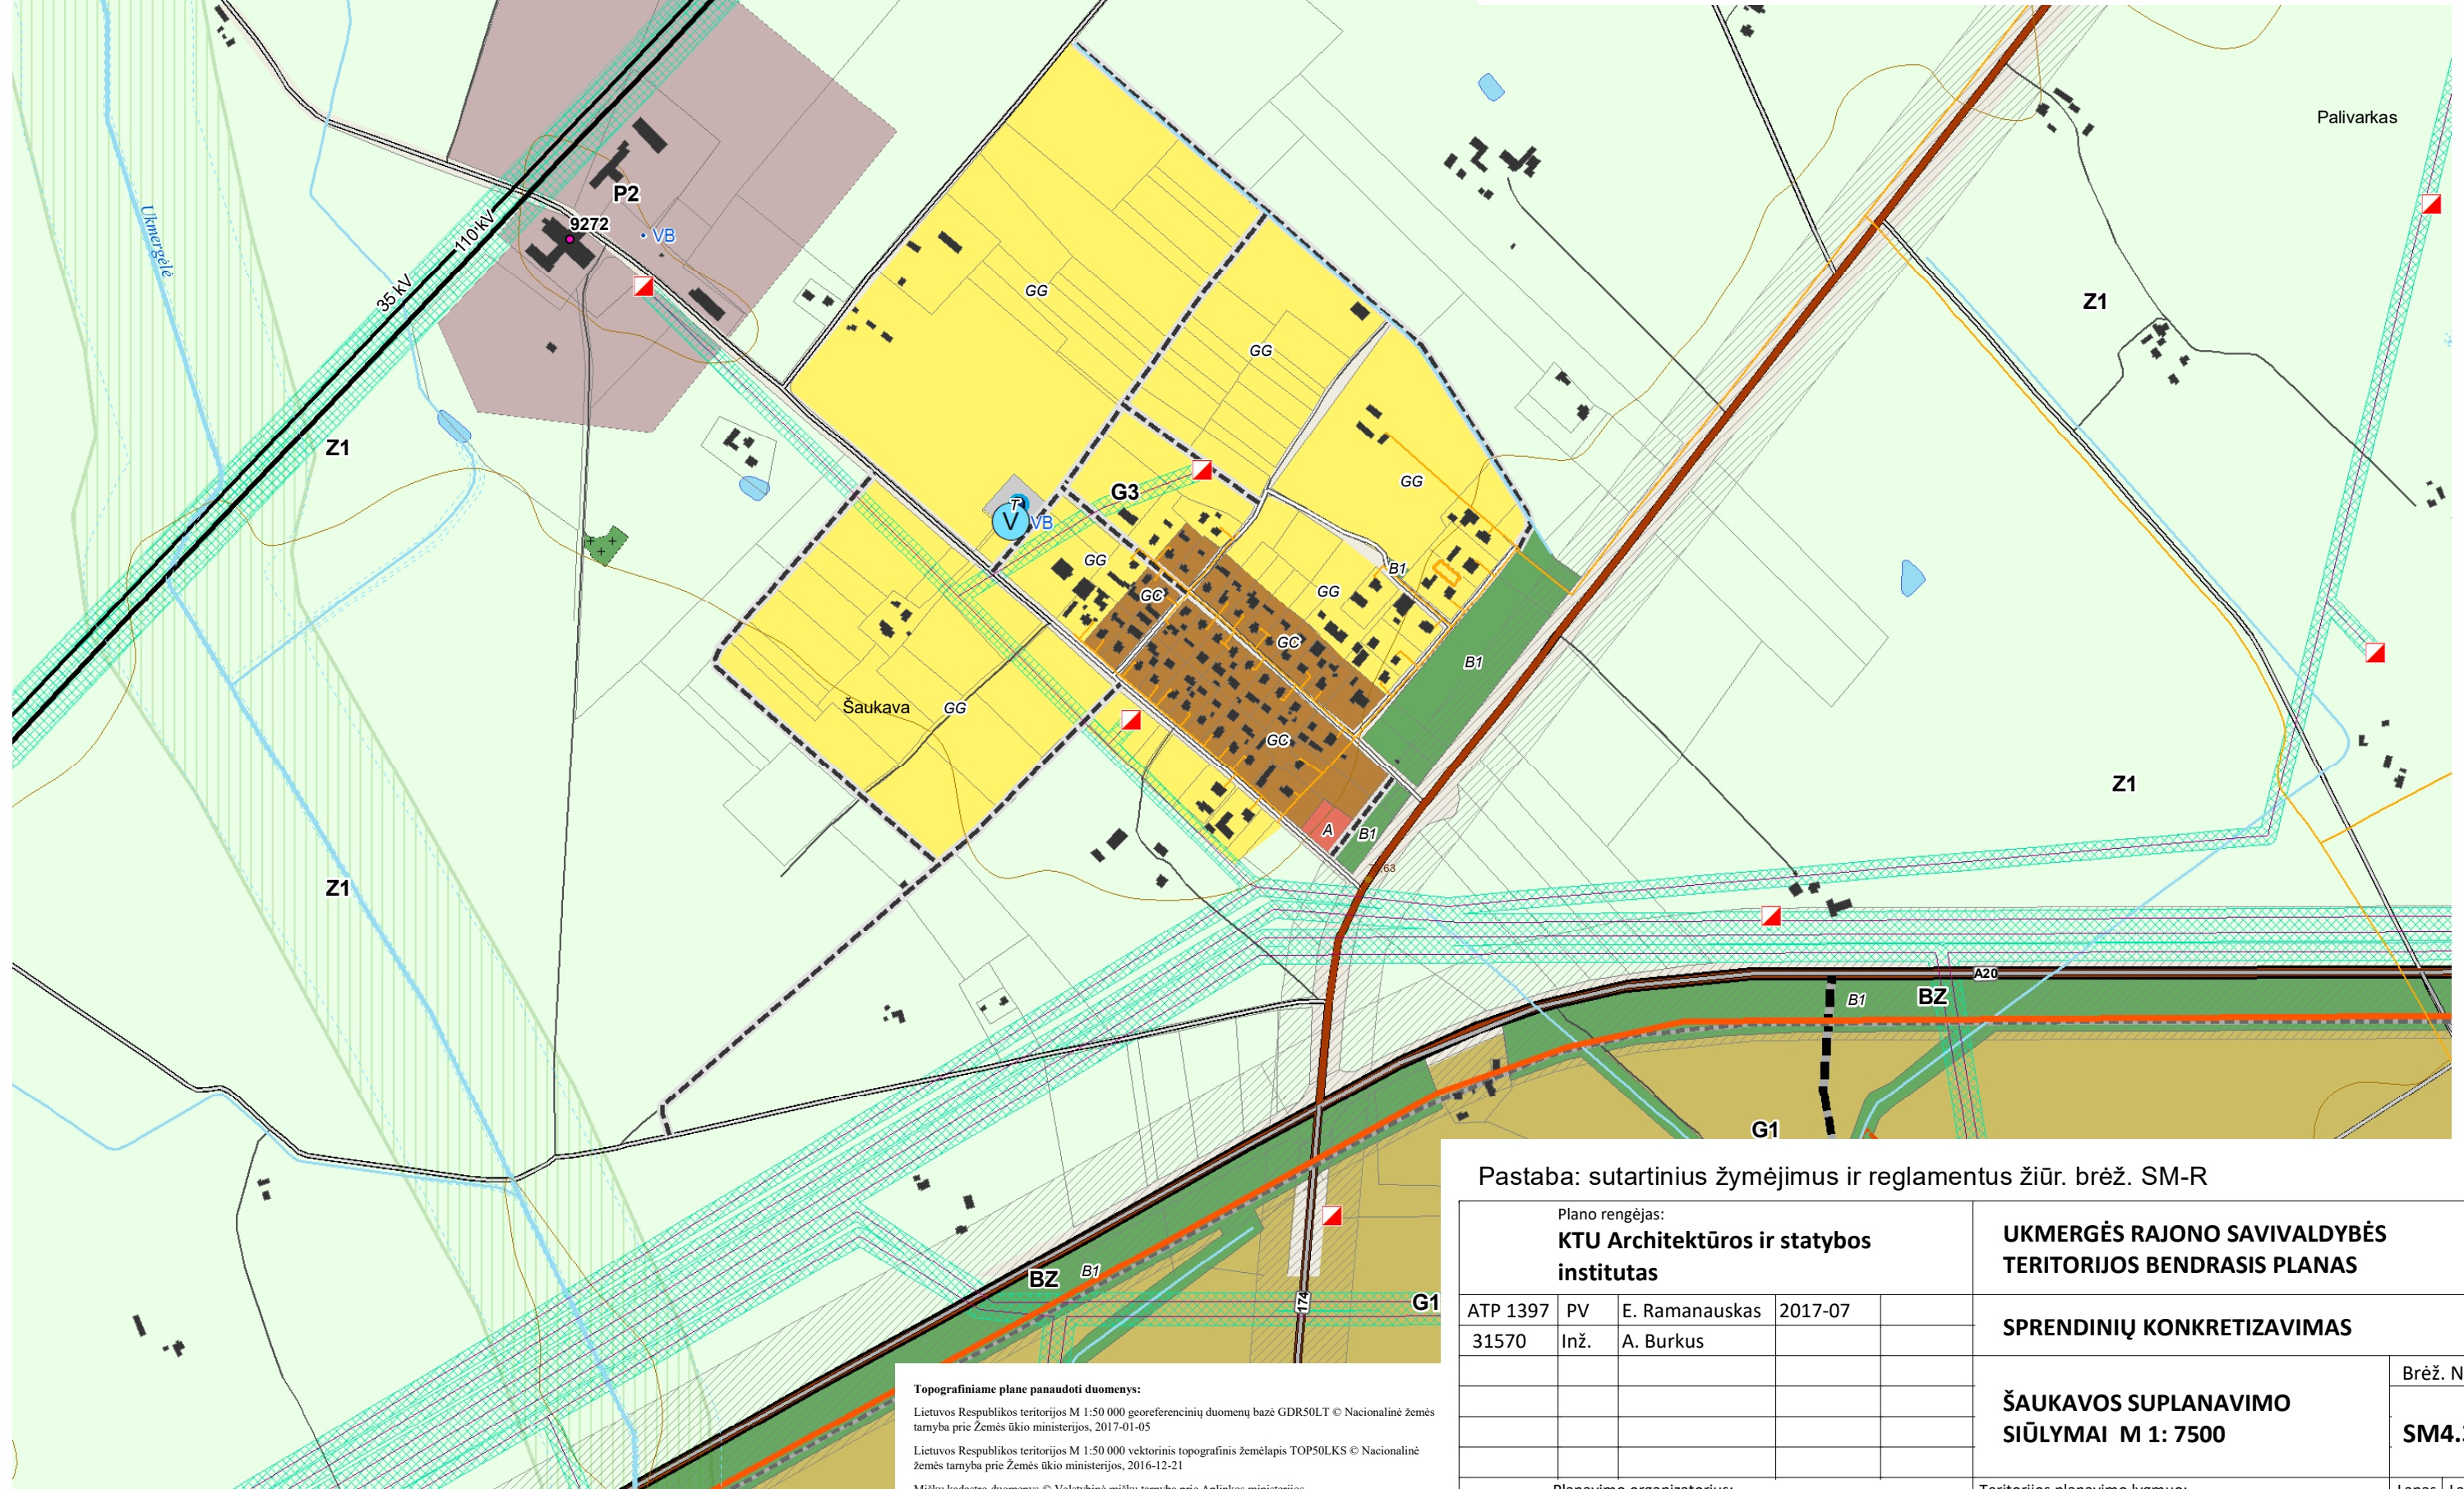 Palivarkas
P2
9272
VB
Ukmergėlė
110 kV
35 kV
GG
Z1
GG
Z1
GG
G3
T
V
VB
GG
B1
GC
GG
GC
B1
Šaukava
GG
GC
Z1
A
B1
Z1
A20
B1
BZ
G1
BZ
B1
G1
174
Pastaba: sutartinius žymėjimus ir reglamentus žiūr. brėž. SM-R
Plano rengėjas:
KTU Architektūros ir statybos
institutas
UKMERGĖS RAJONO SAVIVALDYBĖS
TERITORIJOS BENDRASIS PLANAS
ATP 1397 PV E. Ramanauskas 2017-07
31570 Inž. A. Burkus
SPRENDINIŲ KONKRETIZAVIMAS
Brėž. N
ŠAUKAVOS SUPLANAVIMO
SIŪLYMAI M 1: 7500
Topografiniame plane panaudoti duomenys:
Lietuvos Respublikos teritorijos M 1:50 000 georeferencinių duomenų bazė GDR50LT © Nacionalinė žemės
tarnyba prie Žemės ūkio ministerijos, 2017-01-05
Lietuvos Respublikos teritorijos M 1:50 000 vektorinis topografinis žemėlapis TOP50LKS © Nacionalinė
žemės tarnyba prie Žemės ūkio ministerijos, 2016-12-21